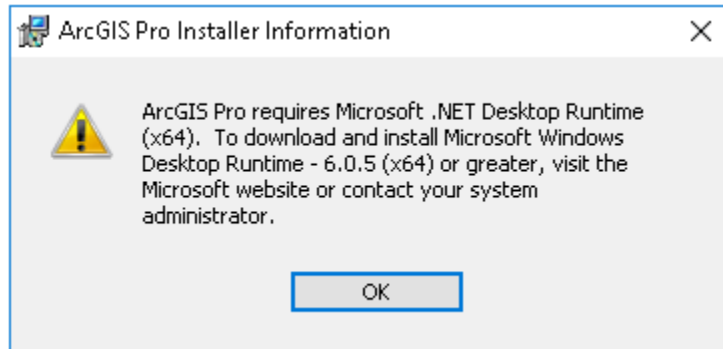 ArcGIS Pro Installer Information
ArcGIS Pro requires Microsoft .NET Desktop Runtime
(x64).  To download and install Microsoft Windows
Desktop Runtime - 6.0.5 (x64) or greater, visit the
Microsoft website or contact your system
administrator.
OK